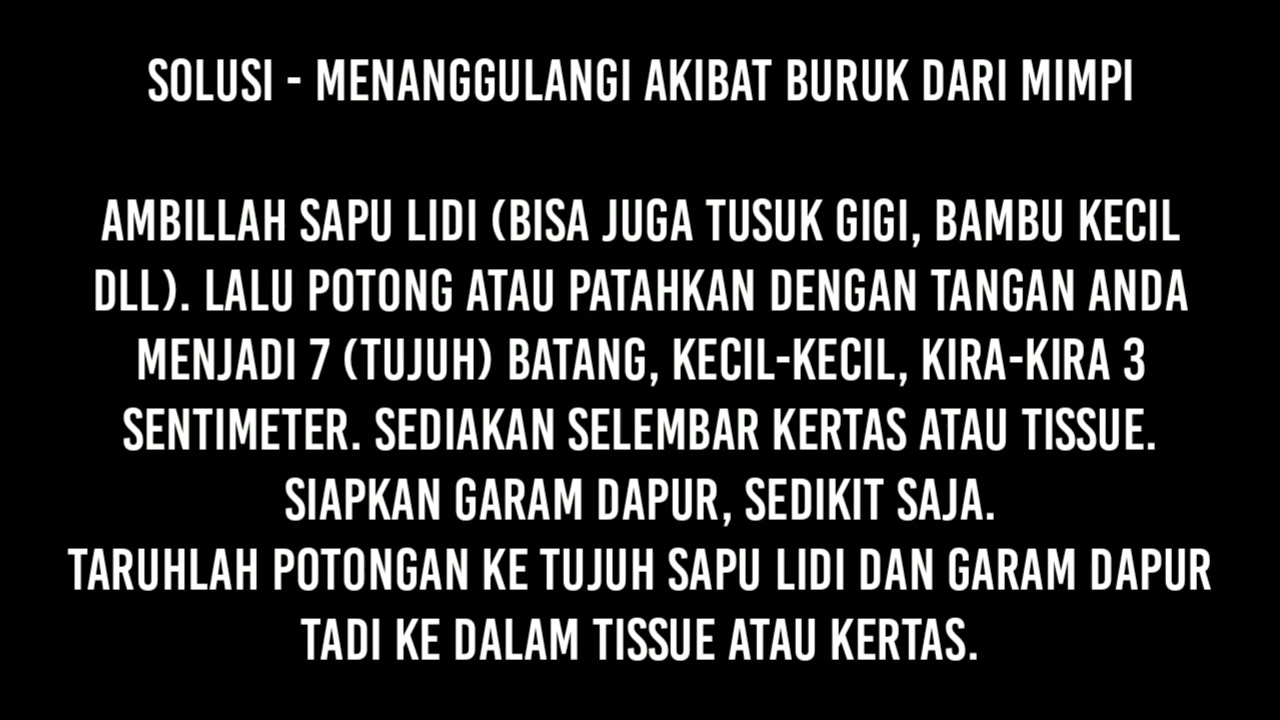 SOLUSI - MENANGGULANGI AKIBAT BURUK DARI MIMPI
AMBILLAH SAPU LIDI (BISA JUGA TUSUK GIGI, BAMBU KECIL
DLL). LALU POTONG ATAU PATAHKAN DENGAN TANGAN ANDA
MENJADI 7 (TUJUH) BATANG, KECIL-KECIL, KIRA-KIRA 3
SENTIMETER. SEDIAKAN SELEMBAR KERTAS ATAU TISSUE.
SIAPKAN GARAM DAPUR, SEDIKIT SAJA.
TARUHLAH POTONGAN KE TUJUH SAPU LIDI DAN GARAM DAPUR
TADI KE DALAM TISSUE ATAU KERTAS.